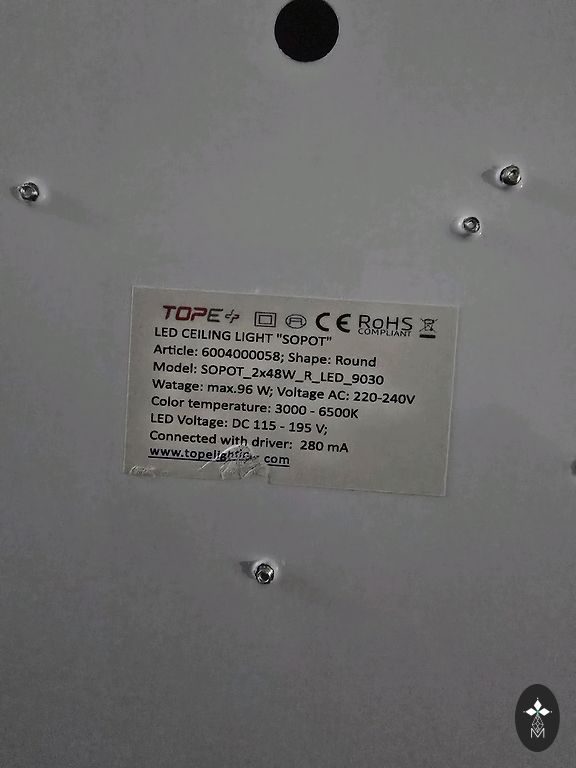 TOPE CE RoHS
COMPLIANT
LED CEILING LIGHT "SOPOT"
Article: 6004000058; Shape: Round
Model: SOPOT_2x48W_R_LED_9030
Watage: max.96 W; Voltage AC: 220-240V
Color temperature: 3000 - 6500K
LED Voltage: DC 115 - 195 V;
Connected with driver: 280 mA
M